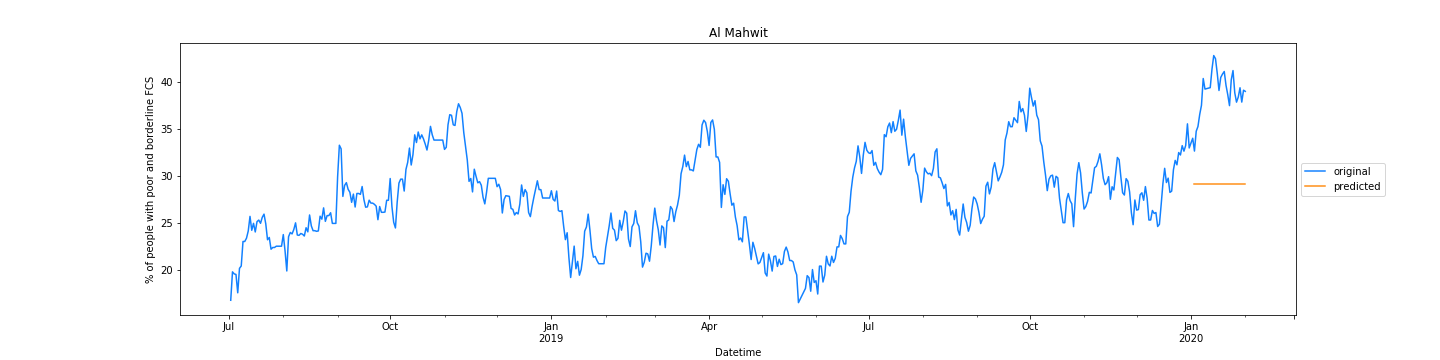 Al Mahwit
% of people with poor and borderline FCS
40
35
30
25
20
Jul
Oct
Jan
2019
Apr
Jul
Oct
Jan
2020
Datetime
original
predicted